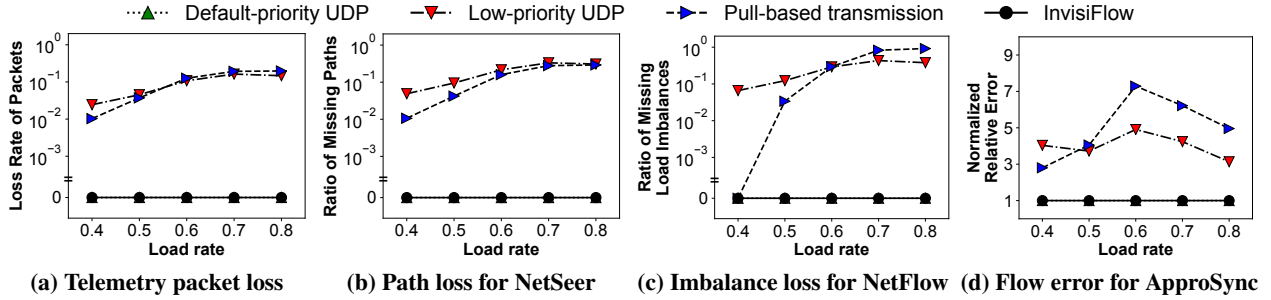 Default-priority UDP Low-priority UDP Pull-based transmission InvisiFlow
Loss Rate of Packets
10^0
10^-1
10^-2
10^-3
0
0.4 0.5 0.6 0.7 0.8
Load rate
(a) Telemetry packet loss
Ratio of Missing Paths
10^0
10^-1
10^-2
10^-3
0
0.4 0.5 0.6 0.7 0.8
Load rate
(b) Path loss for NetSeer
Ratio of Missing
Load Imbalances
10^0
10^-1
10^-2
10^-3
0
0.4 0.5 0.6 0.7 0.8
Load rate
(c) Imbalance loss for NetFlow
Normalized
Relative Error
9
7
5
3
1
0.4 0.5 0.6 0.7 0.8
Load rate
(d) Flow error for ApproSync